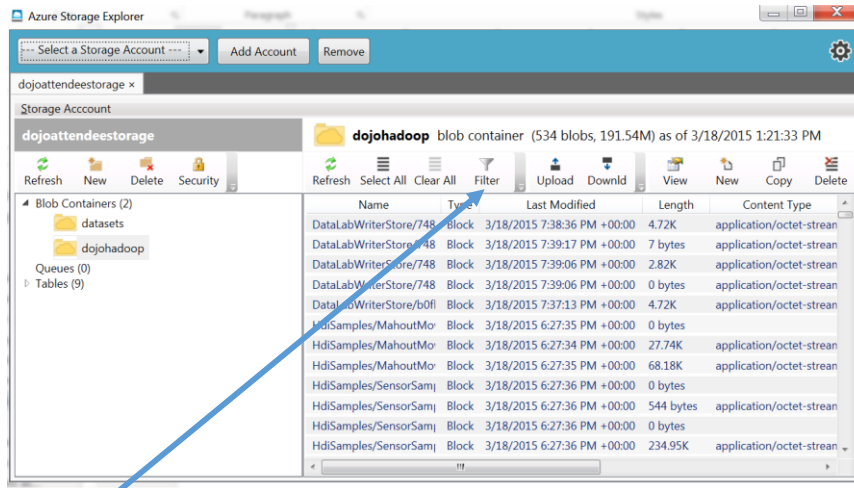 Azure Storage Explorer
Paragraph
Styles
--- Select a Storage Account --- Add Account Remove
dojoattendeestorage ×
Storage Acccount
dojoattendeestorage
dojohadoop blob container (534 blobs, 191.54M) as of 3/18/2015 1:21:33 PM
Refresh New Delete Security
Refresh Select All Clear All Filter Upload Downld View New Copy Delete
Blob Containers (2)
datasets
dojohadoop
Queues (0)
Tables (9)
Name Type Last Modified Length Content Type
DataLabWriterStore/748 Block 3/18/2015 7:38:36 PM +00:00 4.72K application/octet-strean
DataLabWriterStore/748 Block 3/18/2015 7:39:17 PM +00:00 7 bytes application/octet-strean
DataLabWriterStore/748 Block 3/18/2015 7:39:06 PM +00:00 2.82K application/octet-strean
DataLabWriterStore/748 Block 3/18/2015 7:39:06 PM +00:00 0 bytes application/octet-strean
DataLabWriterStore/b0fl Block 3/18/2015 7:37:13 PM +00:00 4.72K application/octet-strean
HdiSamples/MahoutMo Block 3/18/2015 6:27:35 PM +00:00 0 bytes
HdiSamples/MahoutMo Block 3/18/2015 6:27:34 PM +00:00 27.74K application/octet-strean
HdiSamples/MahoutMo Block 3/18/2015 6:27:35 PM +00:00 68.18K application/octet-strean
HdiSamples/SensorSam Block 3/18/2015 6:27:36 PM +00:00 0 bytes
HdiSamples/SensorSam Block 3/18/2015 6:27:36 PM +00:00 544 bytes application/octet-strean
HdiSamples/SensorSam Block 3/18/2015 6:27:36 PM +00:00 0 bytes
HdiSamples/SensorSam Block 3/18/2015 6:27:36 PM +00:00 234.95K application/octet-strean